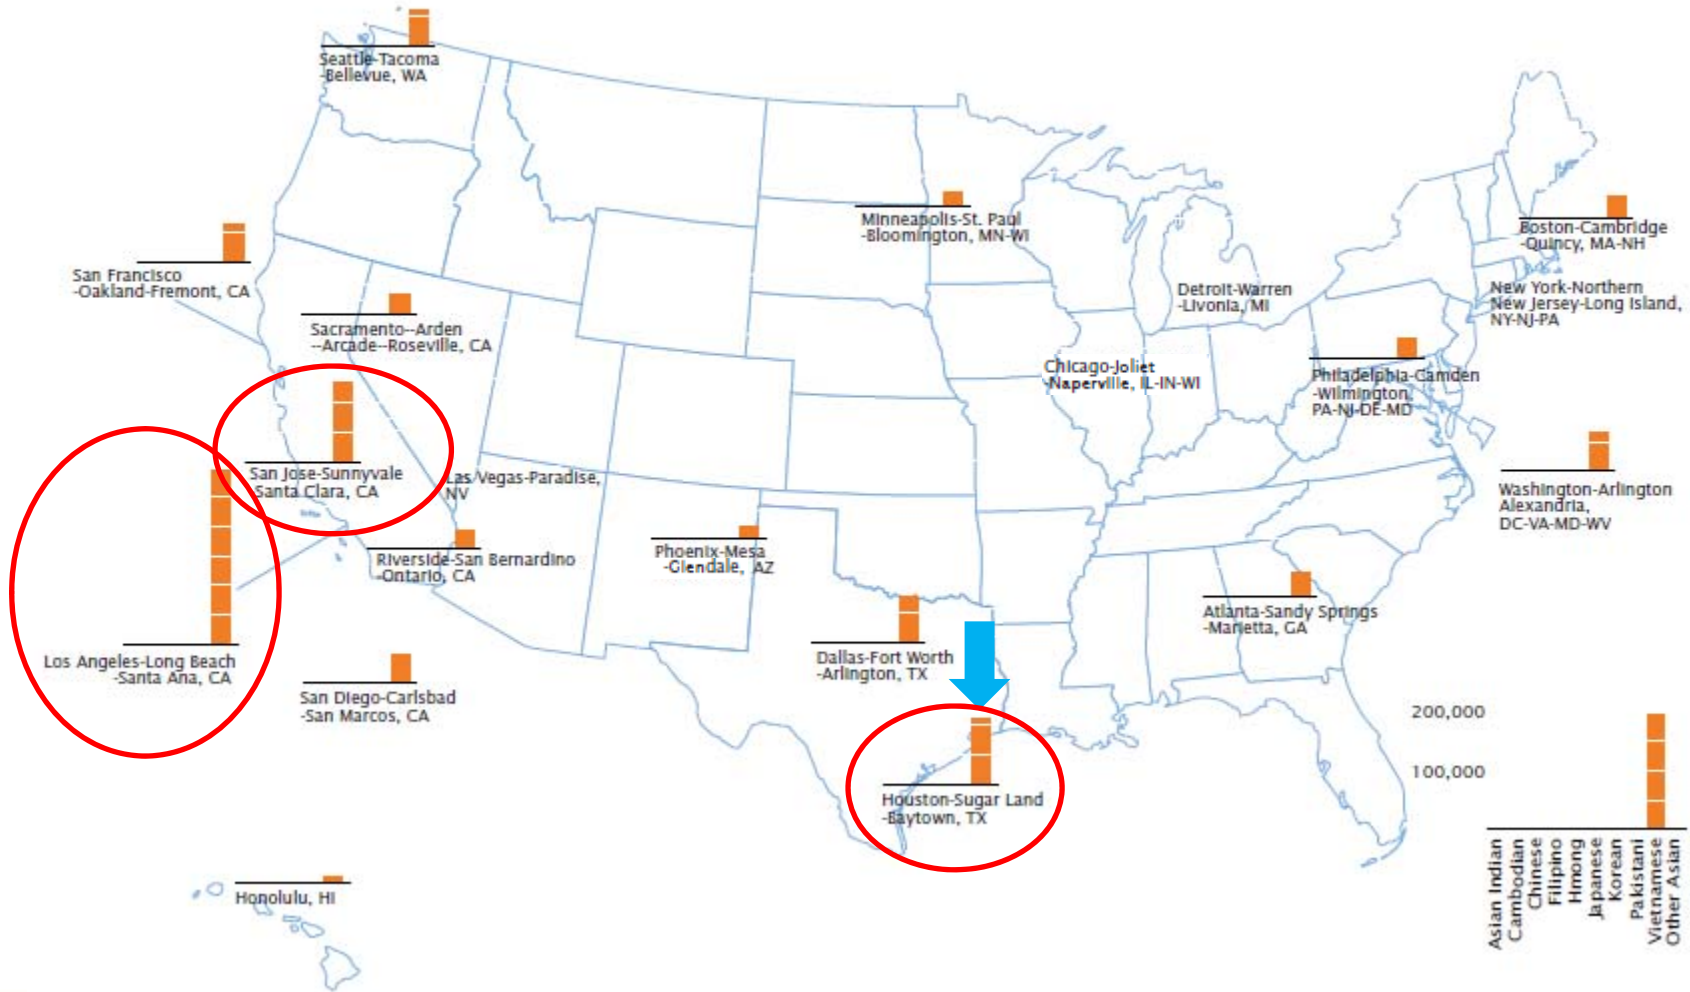 Seattle-Tacoma
-Bellevue, WA
Minneapolis-St. Paul
-Bloomington, MN-WI
Boston-Cambridge
-Quincy, MA-NH
San Francisco
-Oakland-Fremont, CA
Detroit-Warren
-Livonia, MI
New York-Northern
New Jersey-Long Island,
NY-NJ-PA
Sacramento--Arden
--Arcade--Roseville, CA
Chicago-Joliet
-Naperville, IL-IN-WI
Philadelphia-Camden
-Wilmington,
PA-NJ-DE-MD
San Jose-Sunnyvale
-Santa Clara, CA
Las Vegas-Paradise,
NV
Washington-Arlington
Alexandria,
DC-VA-MD-WV
Riverside-San Bernardino
-Ontario, CA
Phoenix-Mesa
-Glendale, AZ
Atlanta-Sandy Springs
-Marietta, GA
Los Angeles-Long Beach
-Santa Ana, CA
Dallas-Fort Worth
-Arlington, TX
San Diego-Carlsbad
-San Marcos, CA
Houston-Sugar Land
-Baytown, TX
Honolulu, HI
200,000
100,000
Asian Indian
Cambodian
Chinese
Filipino
Hmong
Japanese
Korean
Pakistani
Vietnamese
Other Asian